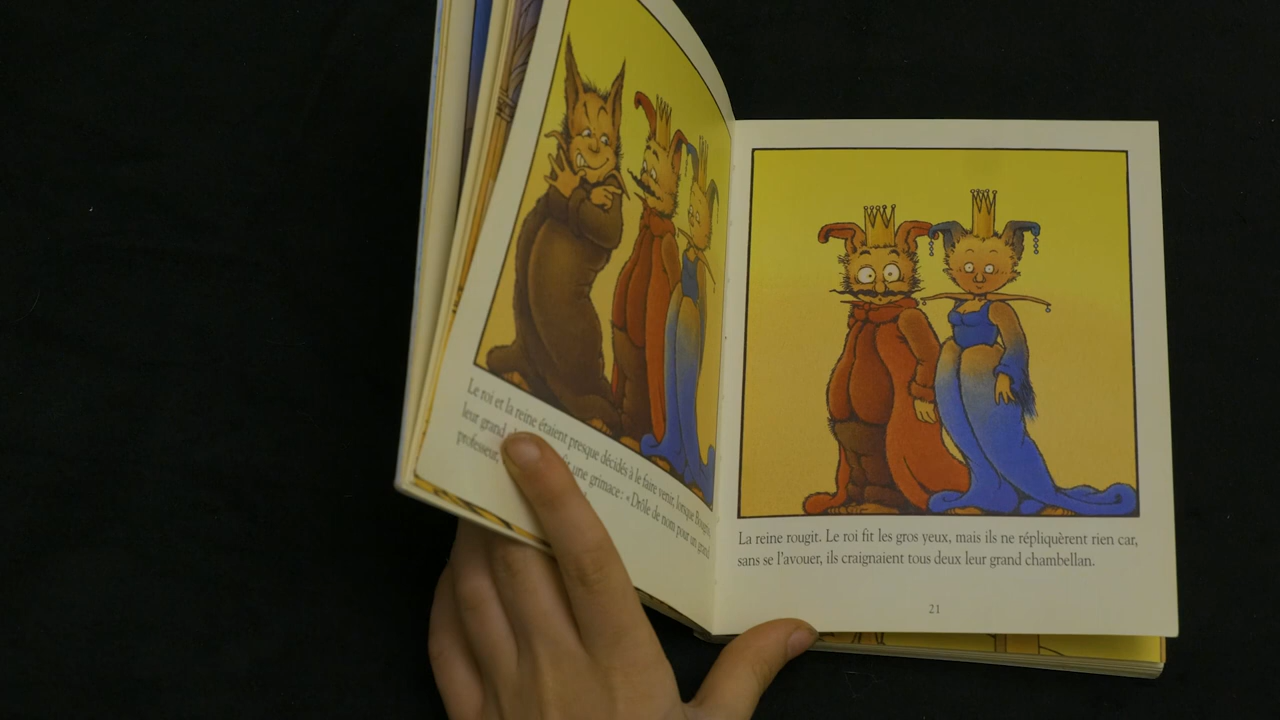 Le roi et la reine étaient presque décidés à le faire venir, lorsque
leur grand une grimace : « Drôle de nom pour un grand
professeur,
La reine rougit. Le roi fit les gros yeux, mais ils ne répliquèrent rien car,
sans se l'avouer, ils craignaient tous deux leur grand chambellan.
21